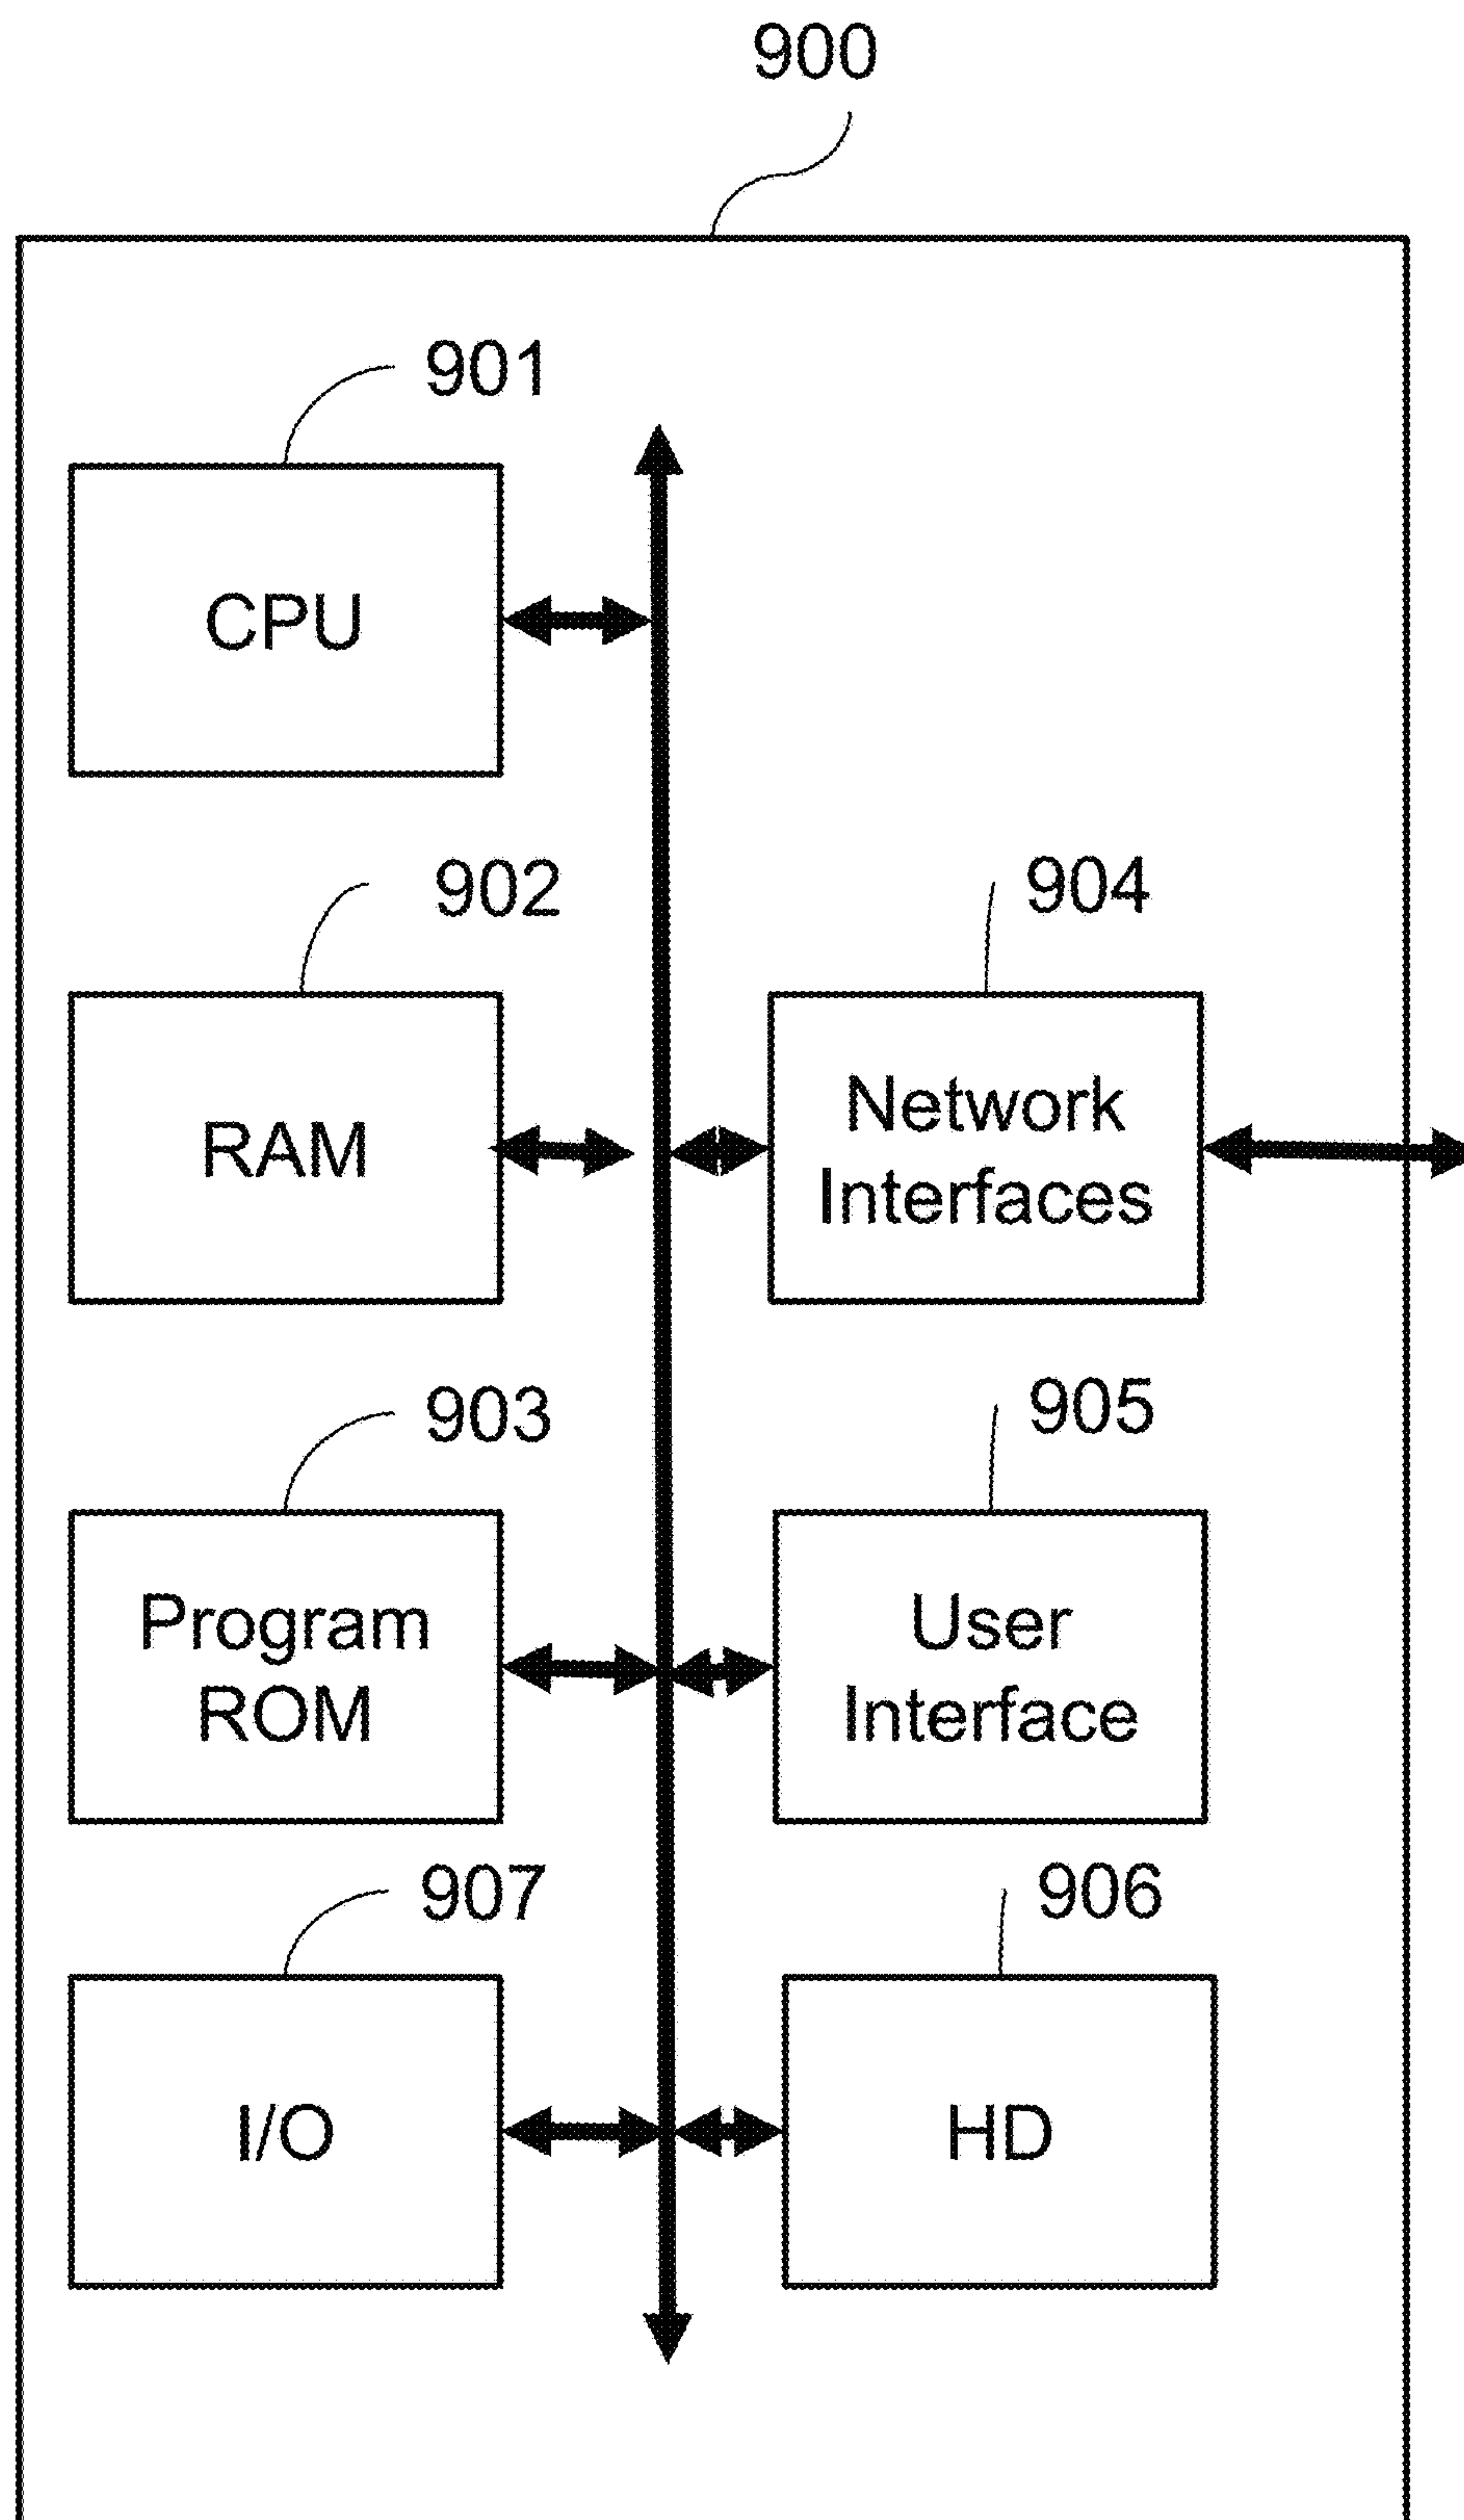 900
901
CPU
902
904
RAM
Network
Interfaces
903
905
Program
ROM
User
Interface
907
906
I/O
HD